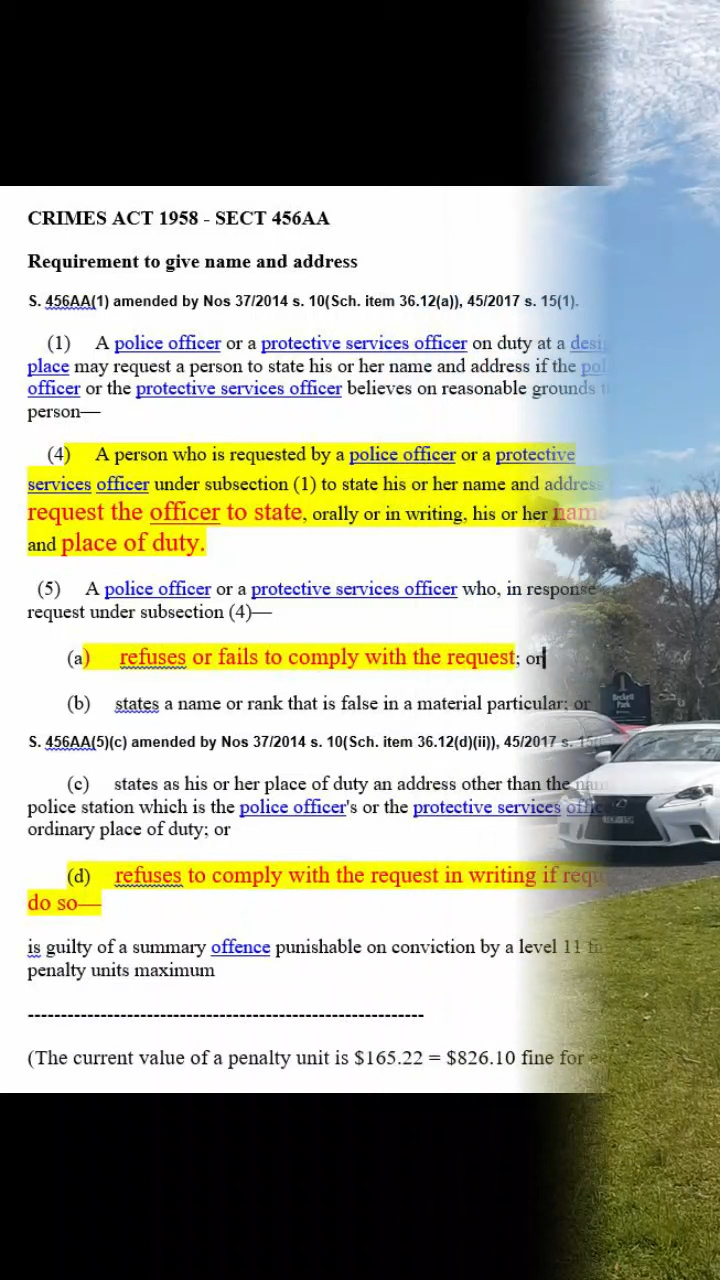 CRIMES ACT 1958 - SECT 456AA
Requirement to give name and address
S. 456AA(1) amended by Nos 37/2014 s. 10(Sch. item 36.12(a)), 45/2017 s. 15(1).
(1) A police officer or a protective services officer on duty at a
place may request a person to state his or her name and address if the
officer or the protective services officer believes on reasonable grounds
person—
(4) A person who is requested by a police officer or a protective
services officer under subsection (1) to state his or her name and address
request the officer to state, orally or in writing, his or her name
and place of duty.
(5) A police officer or a protective services officer who, in response
request under subsection (4)—
(a) refuses or fails to comply with the request; or
(b) states a name or rank that is false in a material particular; or
S. 456AA(5)(c) amended by Nos 37/2014 s. 10(Sch. item 36.12(d)(ii)), 45/2017 s.
(c) states as his or her place of duty an address other than the
police station which is the police officer's or the protective services
ordinary place of duty; or
(d) refuses to comply with the request in writing if
do so—
is guilty of a summary offence punishable on conviction by a level 11
penalty units maximum
(The current value of a penalty unit is $165.22 = $826.10 fine for
Beckett
Park